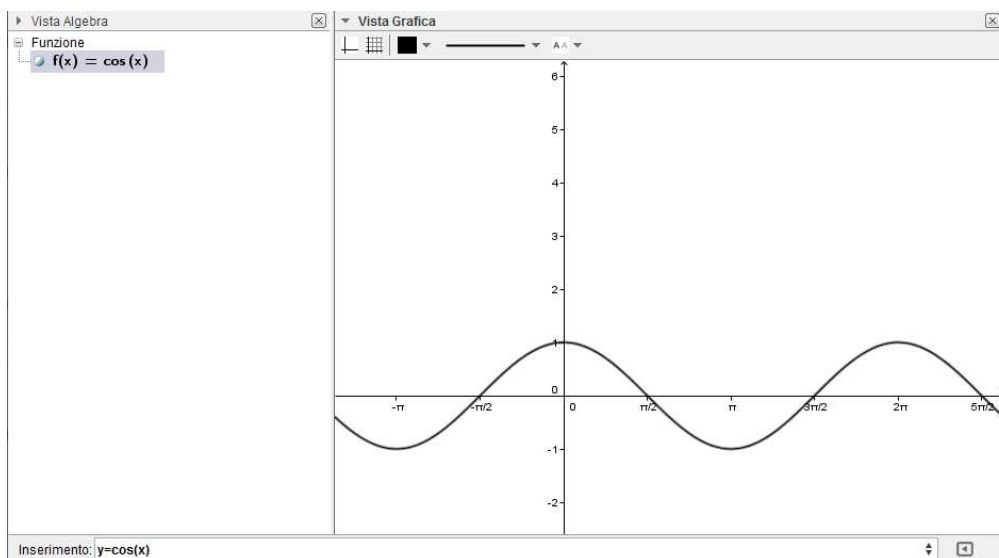 Vista Algebra
Funzione
f(x) = cos(x)
Vista Grafica
AA
6
5
4
3
2
1
0
-π -π/2 0 π/2 π 3π/2 2π 5π/2
-1
-2
Inserimento: y=cos(x)